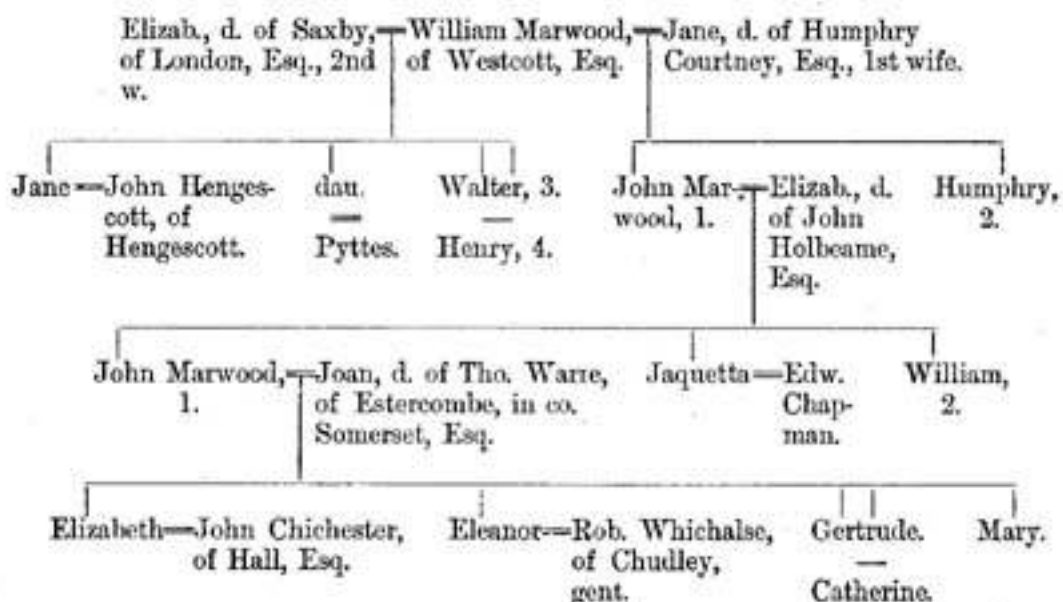 Elizab., d. of Saxby, William Marwood, Jane, d. of Humphry
of London, Esq., 2nd of Westcott, Esq. Courtney, Esq., 1st wife.
w.
Jane John Henges- dau. Walter, 3. John Mar- Elizab., d. Humphry,
cott, of wood, 1. of John 2.
Hengescott. Pyttes. Henry, 4. Holbeame,
Esq.
John Marwood, Joan, d. of Tho. Warre, Jaquetta Edw. William,
1. of Estercombe, in co. Chap- 2.
Somerset, Esq. man.
Elizabeth John Chichester, Eleanor Rob. Whichalse, Gertrude. Mary.
of Hall, Esq. of Chudley,
gent. Catherine.